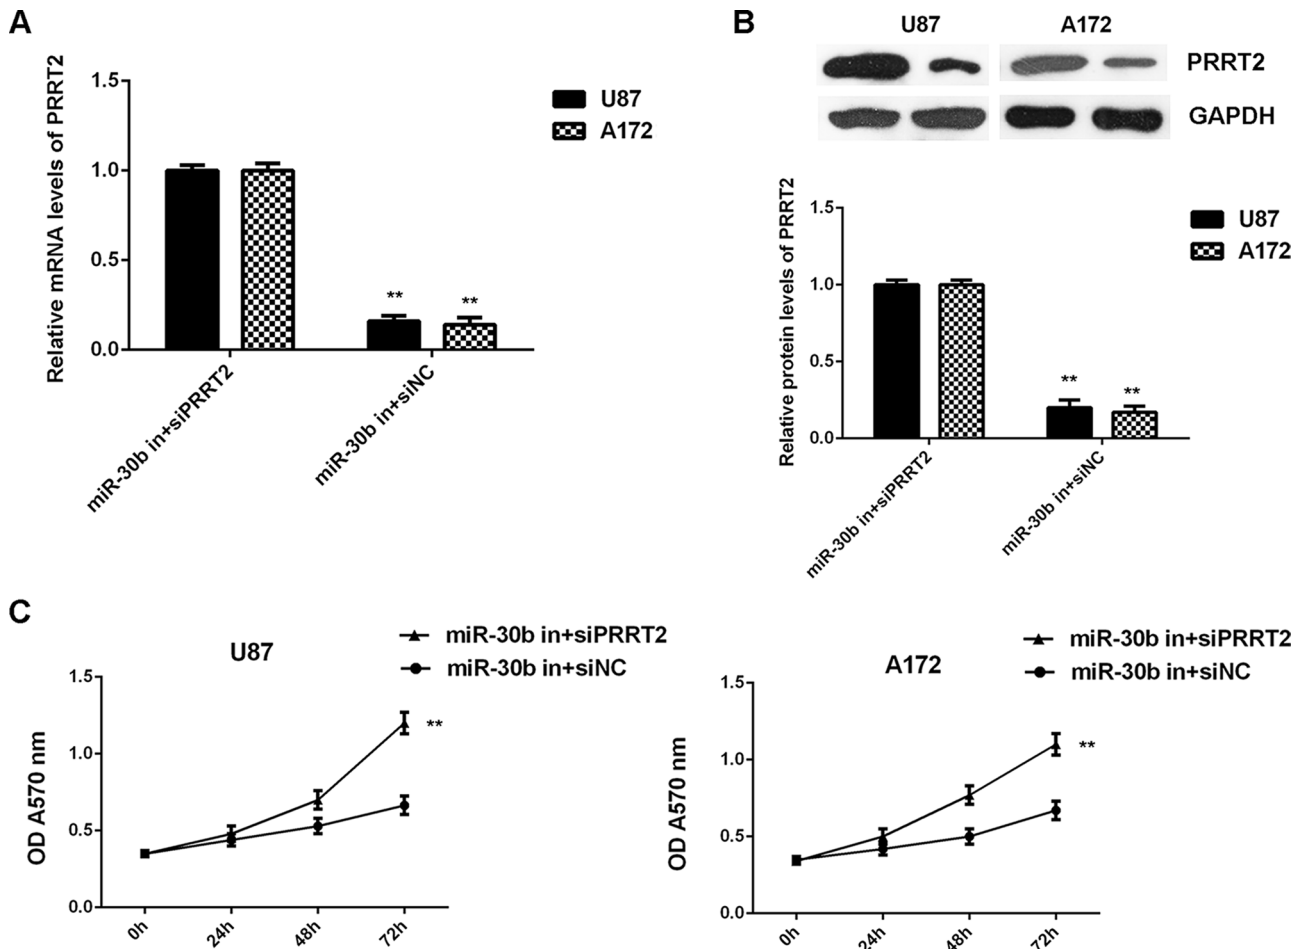 A
Relative mRNA levels of PRRT2
1.5
1.0
0.5
0.0
U87
A172
**
**
miR-30b in+siPRRT2
miR-30b in+siNC
B
U87
A172
PRRT2
GAPDH
Relative protein levels of PRRT2
1.5
1.0
0.5
0.0
U87
A172
**
**
miR-30b in+siPRRT2
miR-30b in+siNC
C
U87
miR-30b in+siPRRT2
miR-30b in+siNC
OD A570 nm
1.5
1.0
0.5
0.0
**
0h
24h
48h
72h
A172
miR-30b in+siPRRT2
miR-30b in+siNC
OD A570 nm
1.5
1.0
0.5
0.0
**
0h
24h
48h
72h